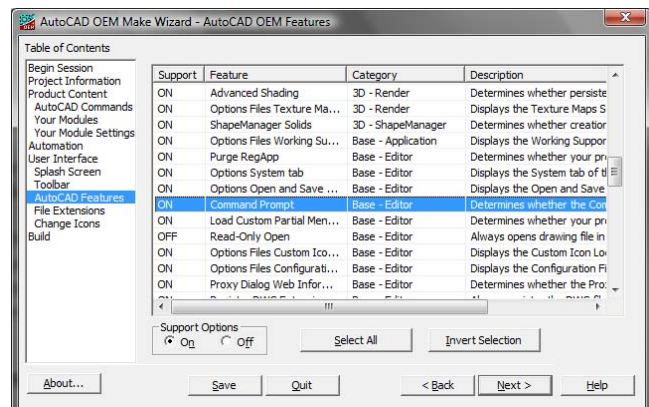 AutoCAD OEM Make Wizard - AutoCAD OEM Features
Table of Contents
Begin Session
Project Information
Product Content
AutoCAD Commands
Your Modules
Your Module Settings
Automation
User Interface
Splash Screen
Toolbar
AutoCAD Features
File Extensions
Change Icons
Build
Support Feature Category Description
ON Advanced Shading 3D - Render Determines whether persiste
ON Options Files Texture Ma... 3D - Render Displays the Texture Maps S
ON ShapeManager Solids 3D - ShapeManager Determines whether creation
ON Options Files Working Su... Base - Application Displays the Working Suppor
ON Purge RegApp Base - Editor Determines whether your pro
ON Options System tab Base - Editor Displays the System tab of th
ON Options Open and Save ... Base - Editor Displays the Open and Save
ON Command Prompt Base - Editor Determines whether the Com
ON Load Custom Partial Men... Base - Editor Determines whether your pro
OFF Read-Only Open Base - Editor Always opens drawing file in
ON Options Files Custom Ico... Base - Editor Displays the Custom Icon Lo
ON Options Files Configurati... Base - Editor Displays the Configuration Fi
ON Proxy Dialog Web Infor... Base - Editor Determines whether the Pro
Support Options
On Off Select All Invert Selection
About... Save Quit < Back Next > Help